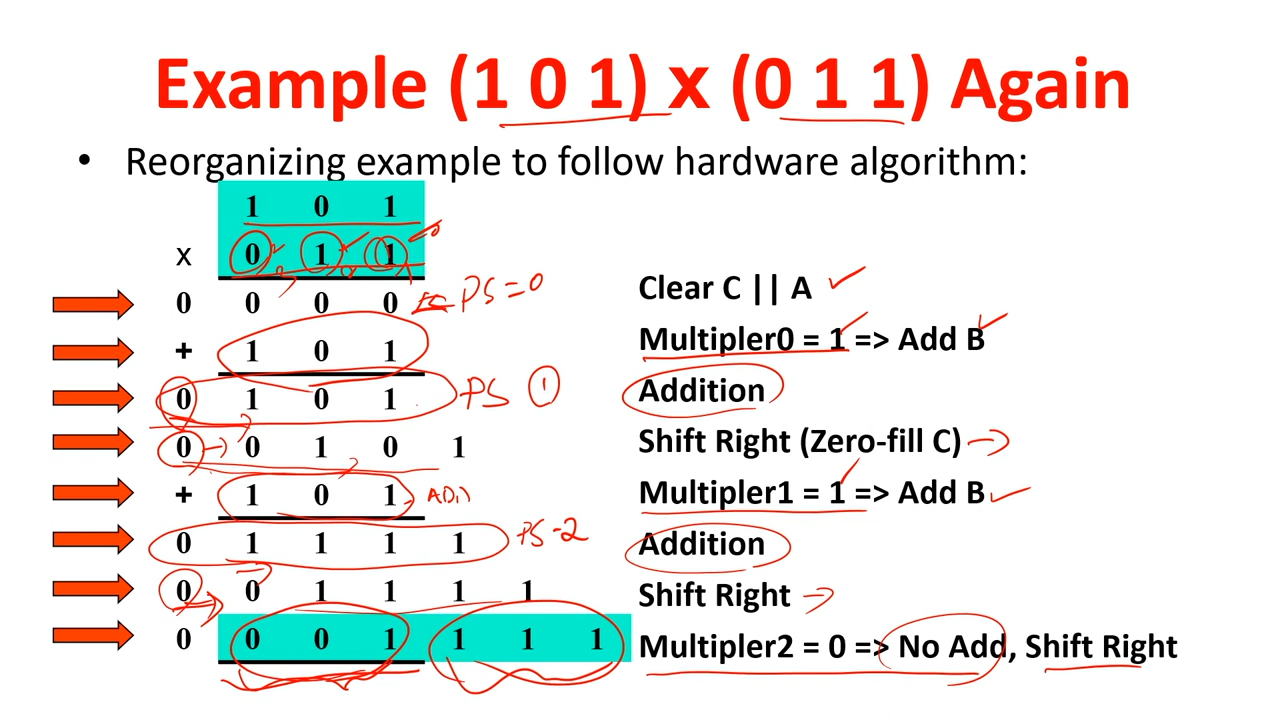 Example (1 0 1) x (0 1 1) Again
• Reorganizing example to follow hardware algorithm:
1 0 1
x 0 1 1
0 0 0 0 PS=0 Clear C || A
+ 1 0 1 Multipler0 = 1 => Add B
0 1 0 1 PS 1 Addition
0 0 1 0 1 Shift Right (Zero-fill C)
+ 1 0 1 ADD Multipler1 = 1 => Add B
0 1 1 1 1 PS-2 Addition
0 0 1 1 1 1 Shift Right
0 0 0 1 1 1 1 Multipler2 = 0 => No Add, Shift Right